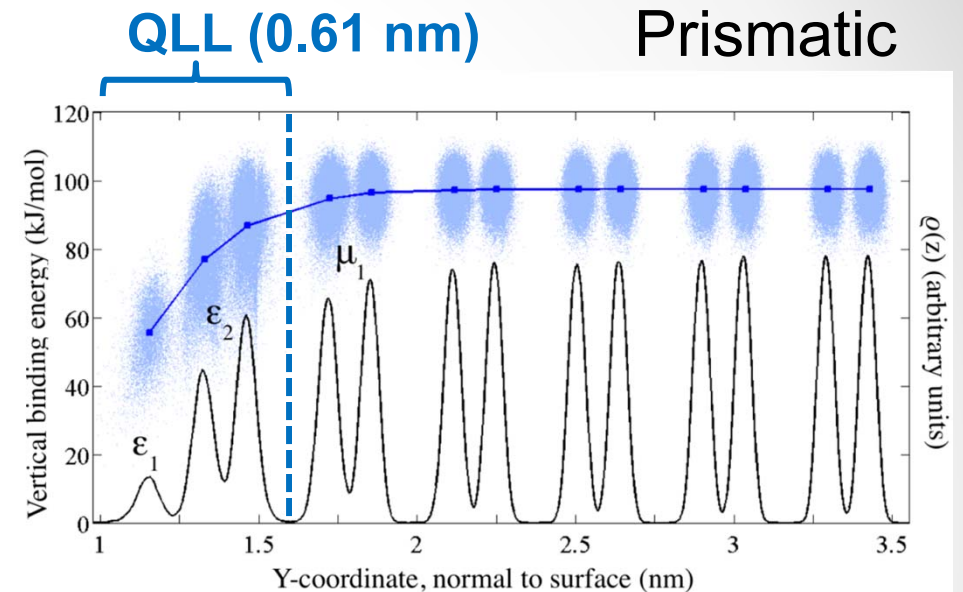 QLL (0.61 nm)
Prismatic
Vertical binding energy (kJ/mol)
120
100
80
60
40
20
0
ε1
ε2
μ1
1
1.5
2
2.5
3
3.5
Y-coordinate, normal to surface (nm)
ϱ(z) (arbitrary units)